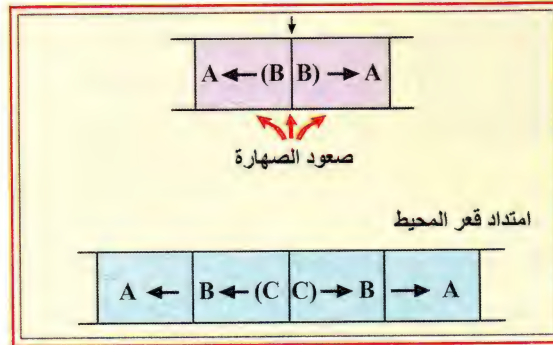 A ← (B B) → A
صعود الصهارة
امتداد قعر المحيط
A ← B ← (C C) → B → A